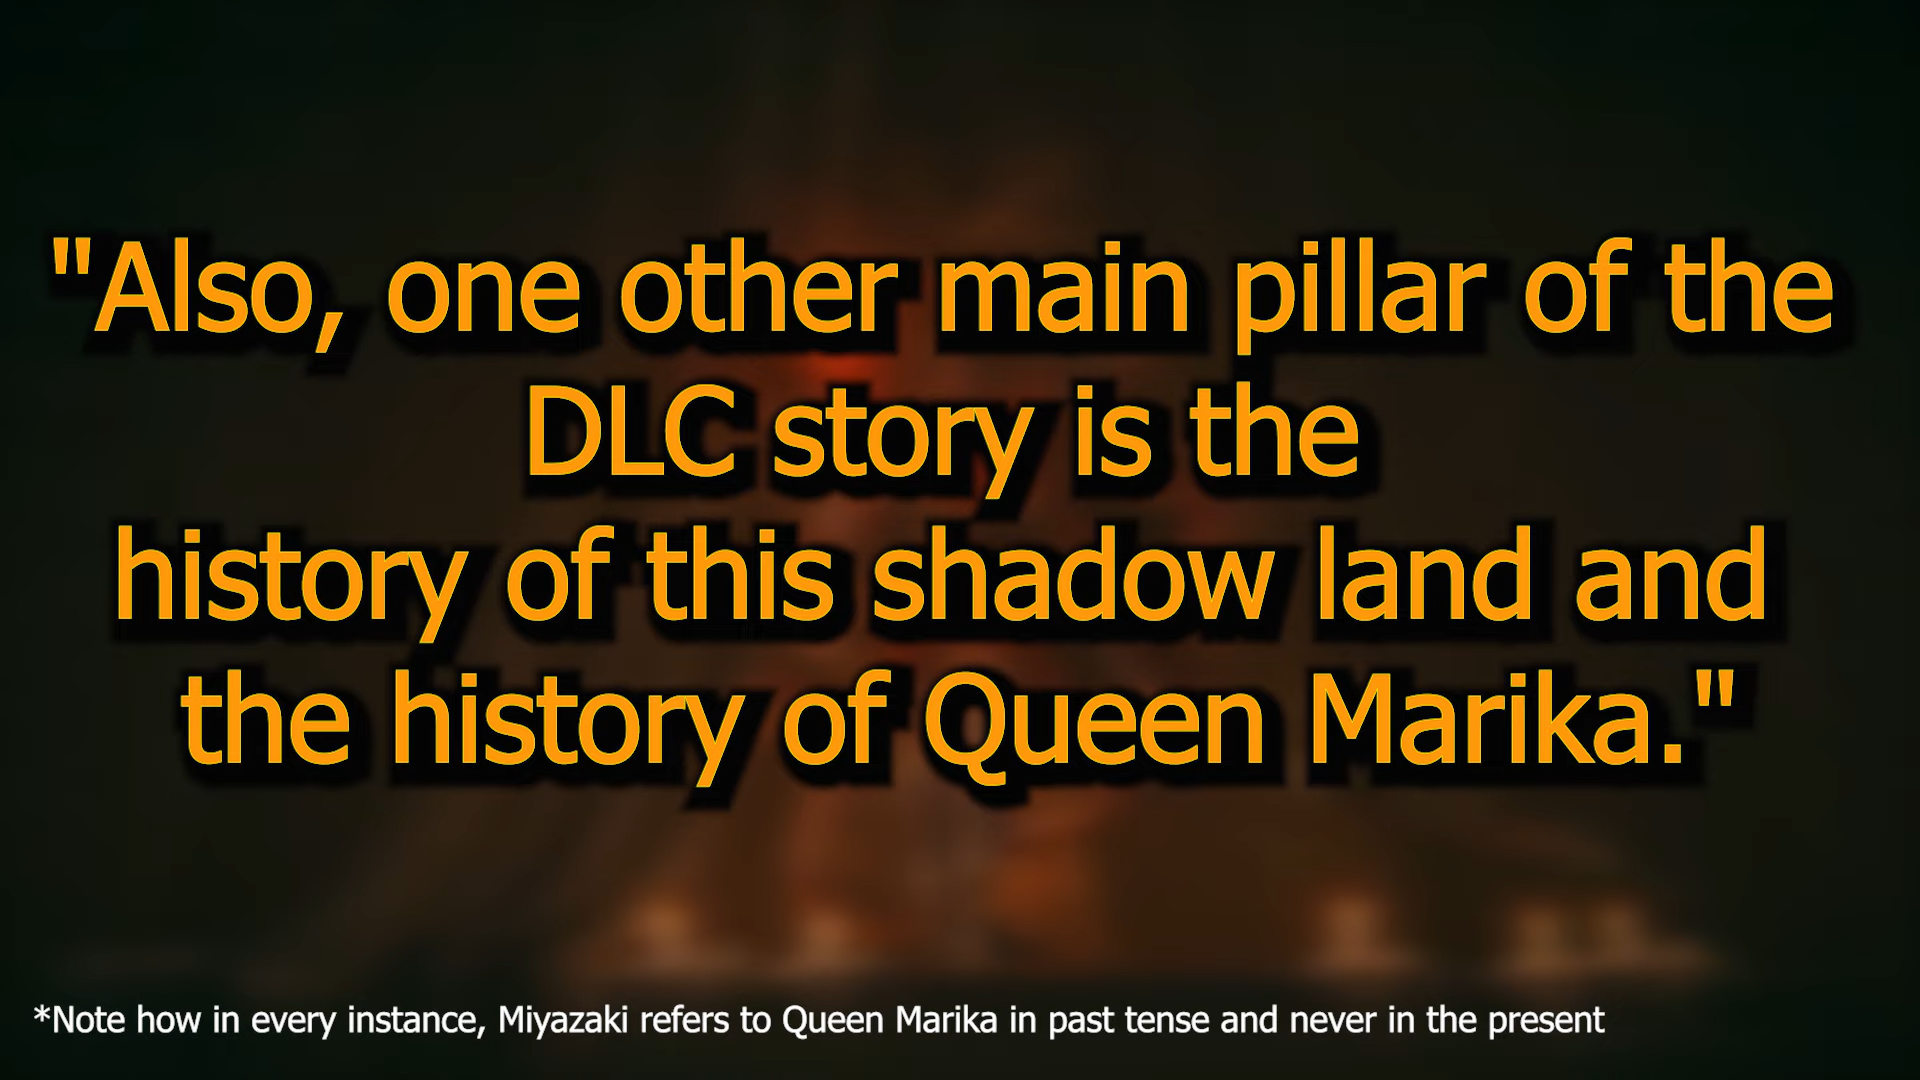 "Also, one other main pillar of the
DLC story is the
history of this shadow land and
the history of Queen Marika."
*Note how in every instance, Miyazaki refers to Queen Marika in past tense and never in the present